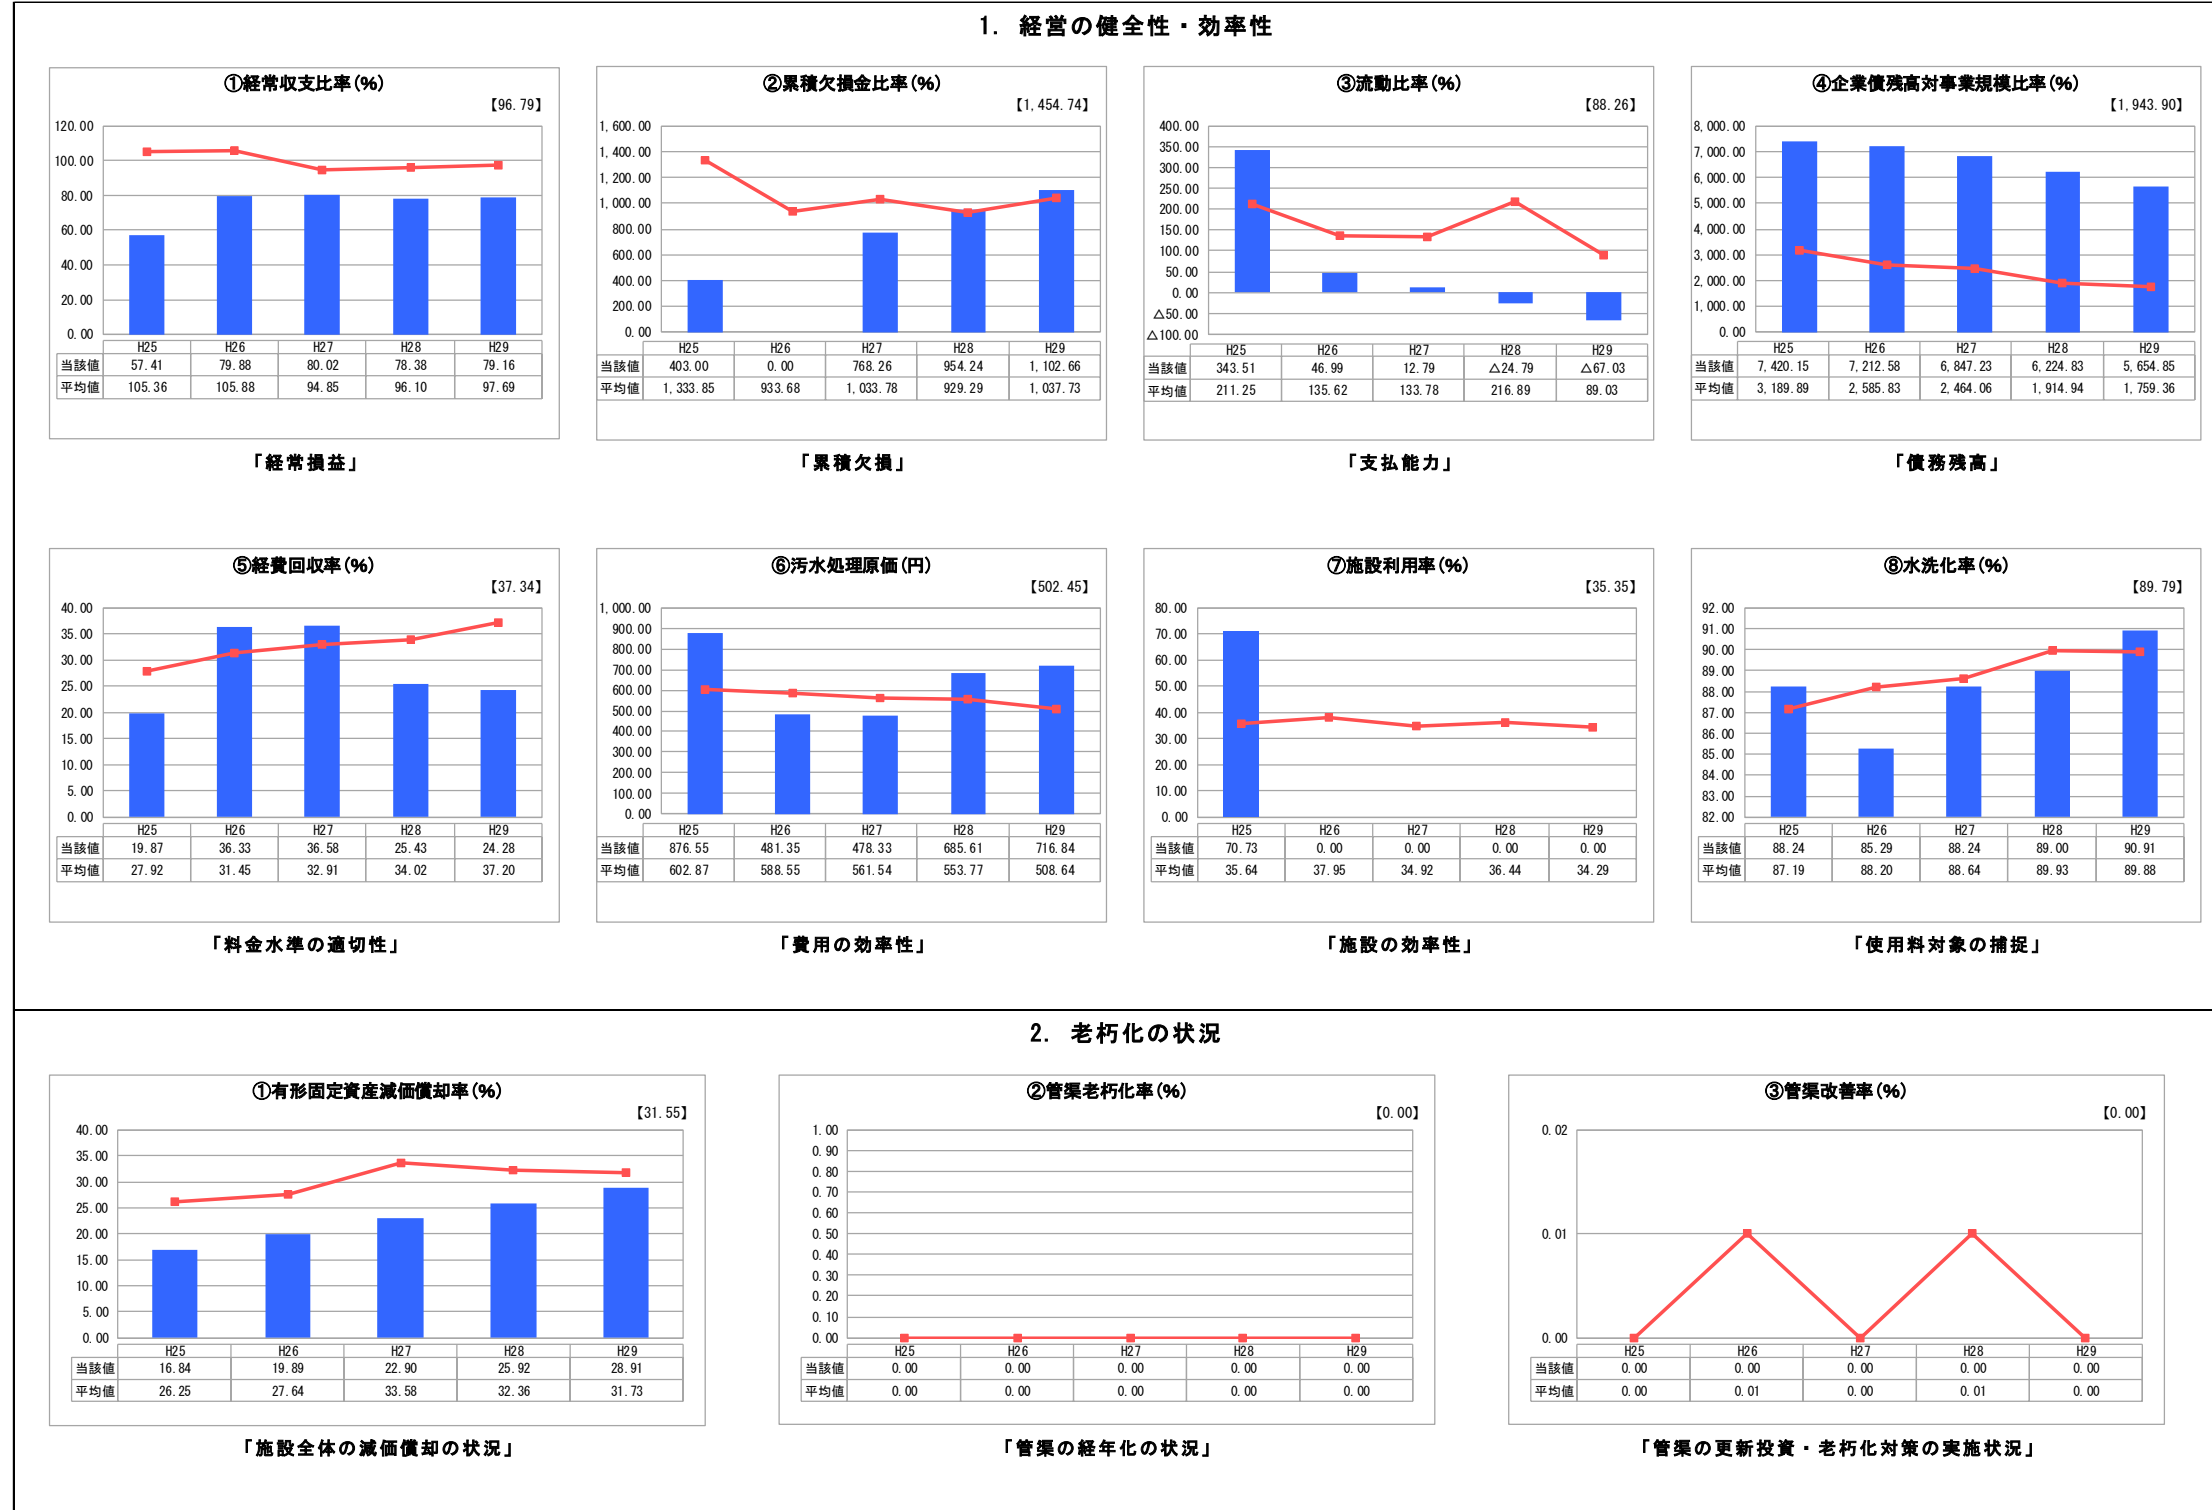 1. 経営の健全性・効率性
①経常収支比率(%)
【96.79】
120.00
100.00
80.00
60.00
40.00
20.00
0.00
H25 H26 H27 H28 H29
当該値 57.41 79.88 80.02 78.38 79.16
平均値 105.36 105.88 94.85 96.10 97.69
「経常損益」
②累積欠損金比率(%)
【1,454.74】
1,600.00
1,400.00
1,200.00
1,000.00
800.00
600.00
400.00
200.00
0.00
H25 H26 H27 H28 H29
当該値 403.00 0.00 768.26 954.24 1,102.66
平均値 1,333.85 933.68 1,033.78 929.29 1,037.73
「累積欠損」
③流動比率(%)
【88.26】
400.00
350.00
300.00
250.00
200.00
150.00
100.00
50.00
0.00
△50.00
△100.00
H25 H26 H27 H28 H29
当該値 343.51 46.99 12.79 △24.79 △67.03
平均値 211.25 135.62 133.78 216.89 89.03
「支払能力」
④企業債残高対事業規模比率(%)
【1,943.90】
8,000.00
7,000.00
6,000.00
5,000.00
4,000.00
3,000.00
2,000.00
1,000.00
0.00
H25 H26 H27 H28 H29
当該値 7,420.15 7,212.58 6,847.23 6,224.83 5,654.85
平均値 3,189.89 2,585.83 2,464.06 1,914.94 1,759.36
「債務残高」
⑤経費回収率(%)
【37.34】
40.00
35.00
30.00
25.00
20.00
15.00
10.00
5.00
0.00
H25 H26 H27 H28 H29
当該値 19.87 36.33 36.58 25.43 24.28
平均値 27.92 31.45 32.91 34.02 37.20
「料金水準の適切性」
⑥汚水処理原価(円)
【502.45】
1,000.00
900.00
800.00
700.00
600.00
500.00
400.00
300.00
200.00
100.00
0.00
H25 H26 H27 H28 H29
当該値 876.55 481.35 478.33 685.61 716.84
平均値 602.87 588.55 561.54 553.77 508.64
「費用の効率性」
⑦施設利用率(%)
【35.35】
80.00
70.00
60.00
50.00
40.00
30.00
20.00
10.00
0.00
H25 H26 H27 H28 H29
当該値 70.73 0.00 0.00 0.00 0.00
平均値 35.64 37.95 34.92 36.44 34.29
「施設の効率性」
⑧水洗化率(%)
【89.79】
92.00
91.00
90.00
89.00
88.00
87.00
86.00
85.00
84.00
83.00
82.00
H25 H26 H27 H28 H29
当該値 88.24 85.29 88.24 89.00 90.91
平均値 87.19 88.20 88.64 89.93 89.88
「使用料対象の捕捉」
2. 老朽化の状況
①有形固定資産減価償却率(%)
【31.55】
40.00
35.00
30.00
25.00
20.00
15.00
10.00
5.00
0.00
H25 H26 H27 H28 H29
当該値 16.84 19.89 22.90 25.92 28.91
平均値 26.25 27.64 33.58 32.36 31.73
「施設全体の減価償却の状況」
②管渠老朽化率(%)
【0.00】
1.00
0.90
0.80
0.70
0.60
0.50
0.40
0.30
0.20
0.10
0.00
H25 H26 H27 H28 H29
当該値 0.00 0.00 0.00 0.00 0.00
平均値 0.00 0.00 0.00 0.00 0.00
「管渠の経年化の状況」
③管渠改善率(%)
【0.00】
0.02
0.01
0.00
H25 H26 H27 H28 H29
当該値 0.00 0.00 0.00 0.00 0.00
平均値 0.00 0.01 0.00 0.01 0.00
「管渠の更新投資・老朽化対策の実施状況」